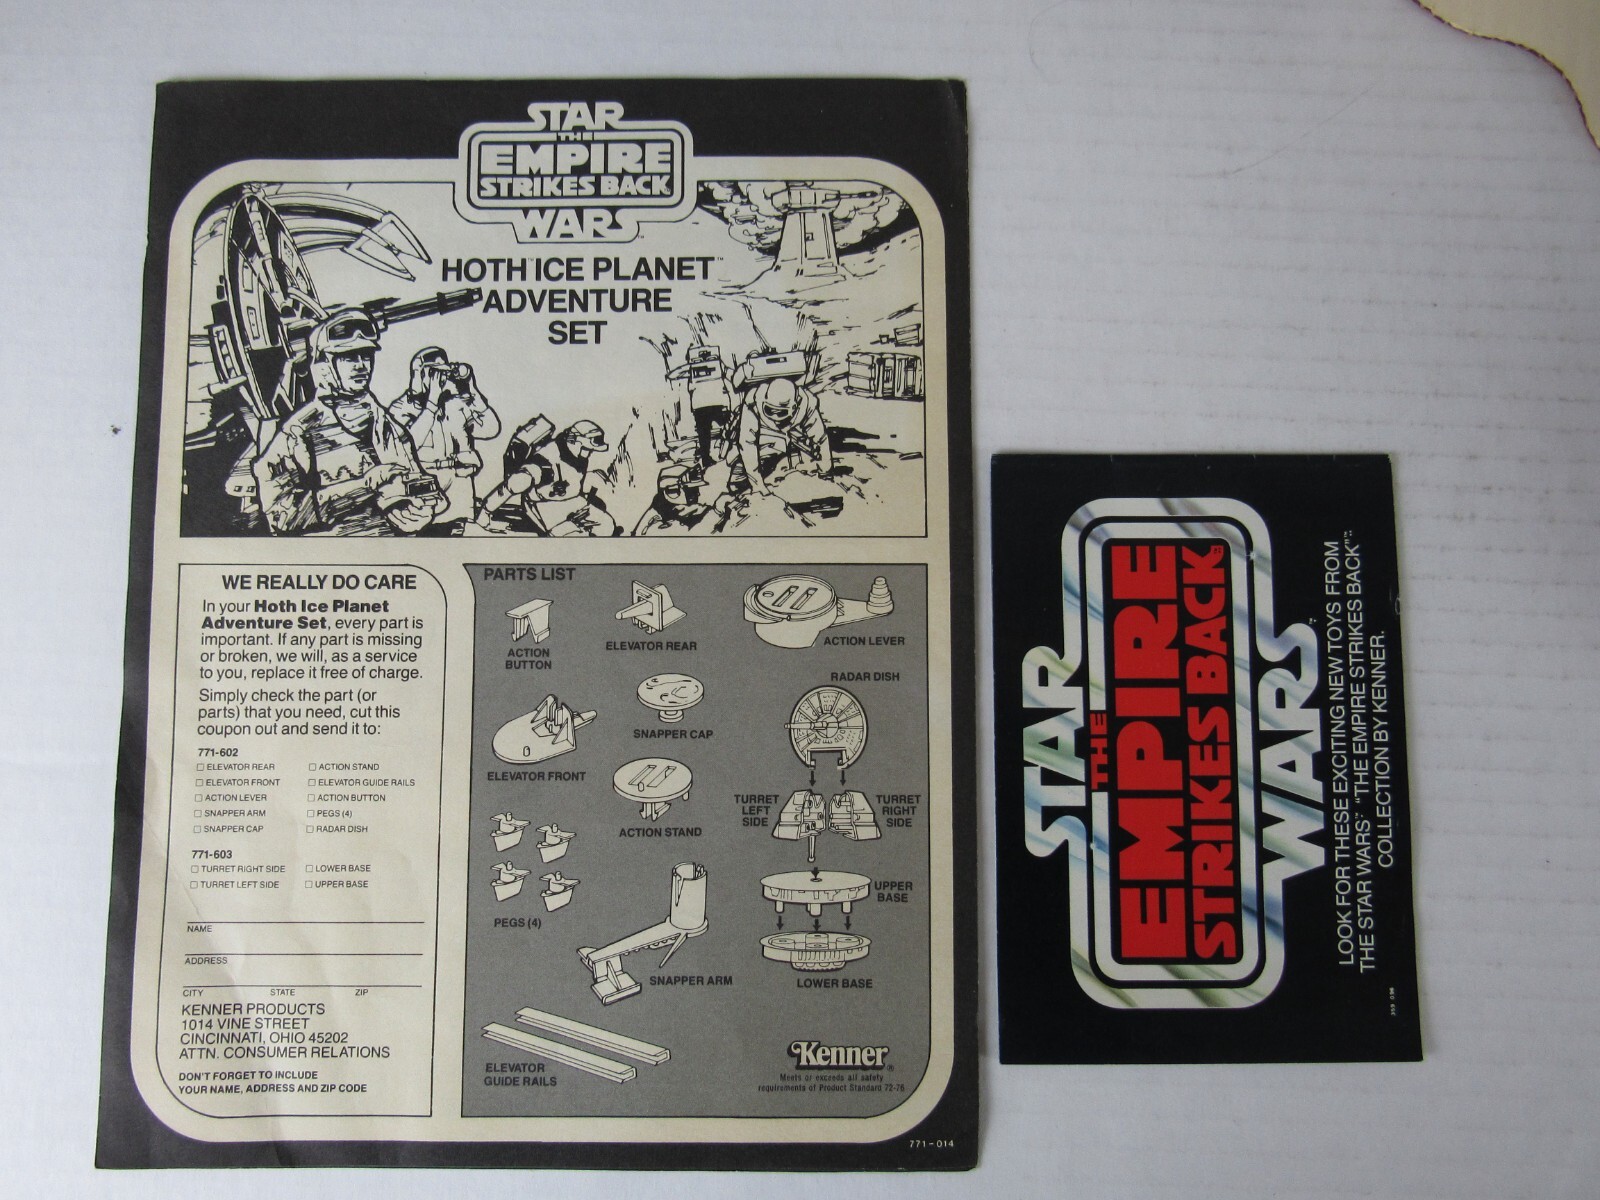 STAR
THE
EMPIRE
STRIKES BACK
WARS™
HOTH™ ICE PLANET™
ADVENTURE
SET
WE REALLY DO CARE
In your Hoth Ice Planet
Adventure Set, every part is
important. If any part is missing
or broken, we will, as a service
to you, replace it free of charge.
Simply check the part (or
parts) that you need, cut this
coupon out and send it to:
771-602
ELEVATOR REAR
ACTION STAND
ELEVATOR FRONT
ELEVATOR GUIDE RAILS
ACTION LEVER
ACTION BUTTON
SNAPPER ARM
PEGS (4)
SNAPPER CAP
RADAR DISH
771-603
TURRET RIGHT SIDE
LOWER BASE
TURRET LEFT SIDE
UPPER BASE
NAME
ADDRESS
CITY STATE ZIP
KENNER PRODUCTS
1014 VINE STREET
CINCINNATI, OHIO 45202
ATTN. CONSUMER RELATIONS
DON'T FORGET TO INCLUDE
YOUR NAME, ADDRESS AND ZIP CODE
PARTS LIST
ACTION
BUTTON
ELEVATOR REAR
ACTION LEVER
ELEVATOR FRONT
SNAPPER CAP
RADAR DISH
ACTION STAND
TURRET
LEFT
SIDE
TURRET
RIGHT
SIDE
PEGS (4)
UPPER
BASE
SNAPPER ARM
LOWER BASE
ELEVATOR
GUIDE RAILS
Kenner®
Meets or exceeds all safety
requirements of Product Standard 72-76
771-014
STAR
THE
EMPIRE
STRIKES BACK
WARS™
LOOK FOR THESE EXCITING NEW TOYS FROM
THE STAR WARS™ "THE EMPIRE STRIKES BACK"™
COLLECTION BY KENNER.